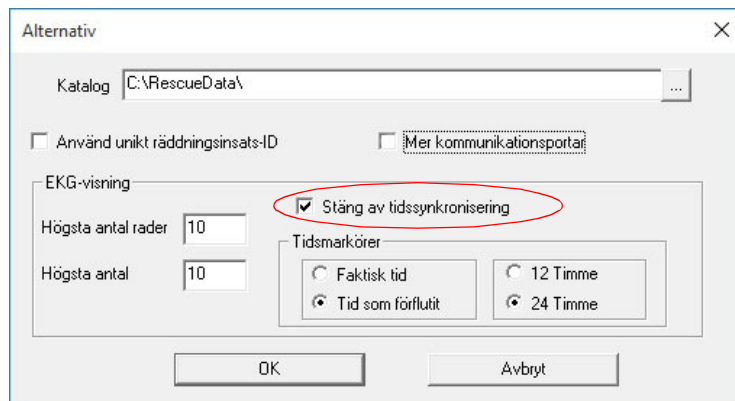 Alternativ
Katalog C:\RescueData\ ...
Använd unikt räddningsinsats-ID Mer kommunikationsportar
EKG-visning
Stäng av tidssynkronisering
Högsta antal rader 10
Tidsmarkörer
Högsta antal 10
Faktisk tid 12 Timme
Tid som förflutit 24 Timme
OK Avbryt